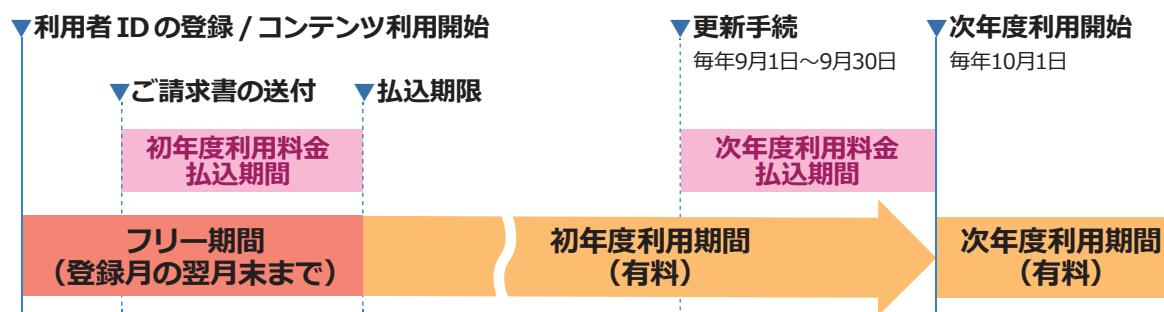 ▼利用者IDの登録/コンテンツ利用開始
▼更新手続
毎年9月1日～9月30日
▼次年度利用開始
毎年10月1日
▼ご請求書の送付
▼払込期限
初年度利用料金
払込期間
次年度利用料金
払込期間
フリー期間
（登録月の翌月末まで）
初年度利用期間
（有料）
次年度利用期間
（有料）